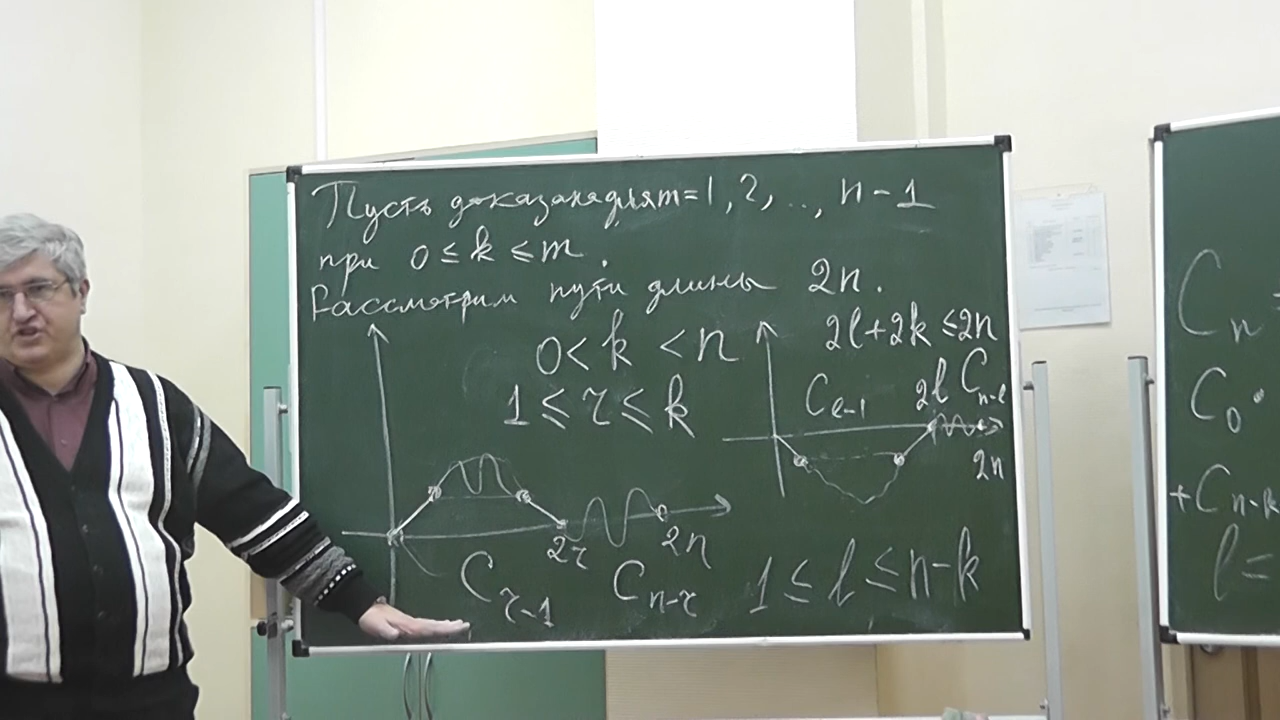 Пусть доказано для m=1, 2, .., n-1
при 0 ≤ k ≤ m.
Рассмотрим пути длины 2n.
0 < k < n
1 ≤ r ≤ k
2r
2n
C_{r-1}
C_{n-r}
2l+2k ≤ 2n
C_{l-1}
2l
C_{n-l}
2n
1 ≤ l ≤ n-k
C_n
C_0 ·
+C_{n-k}
l =